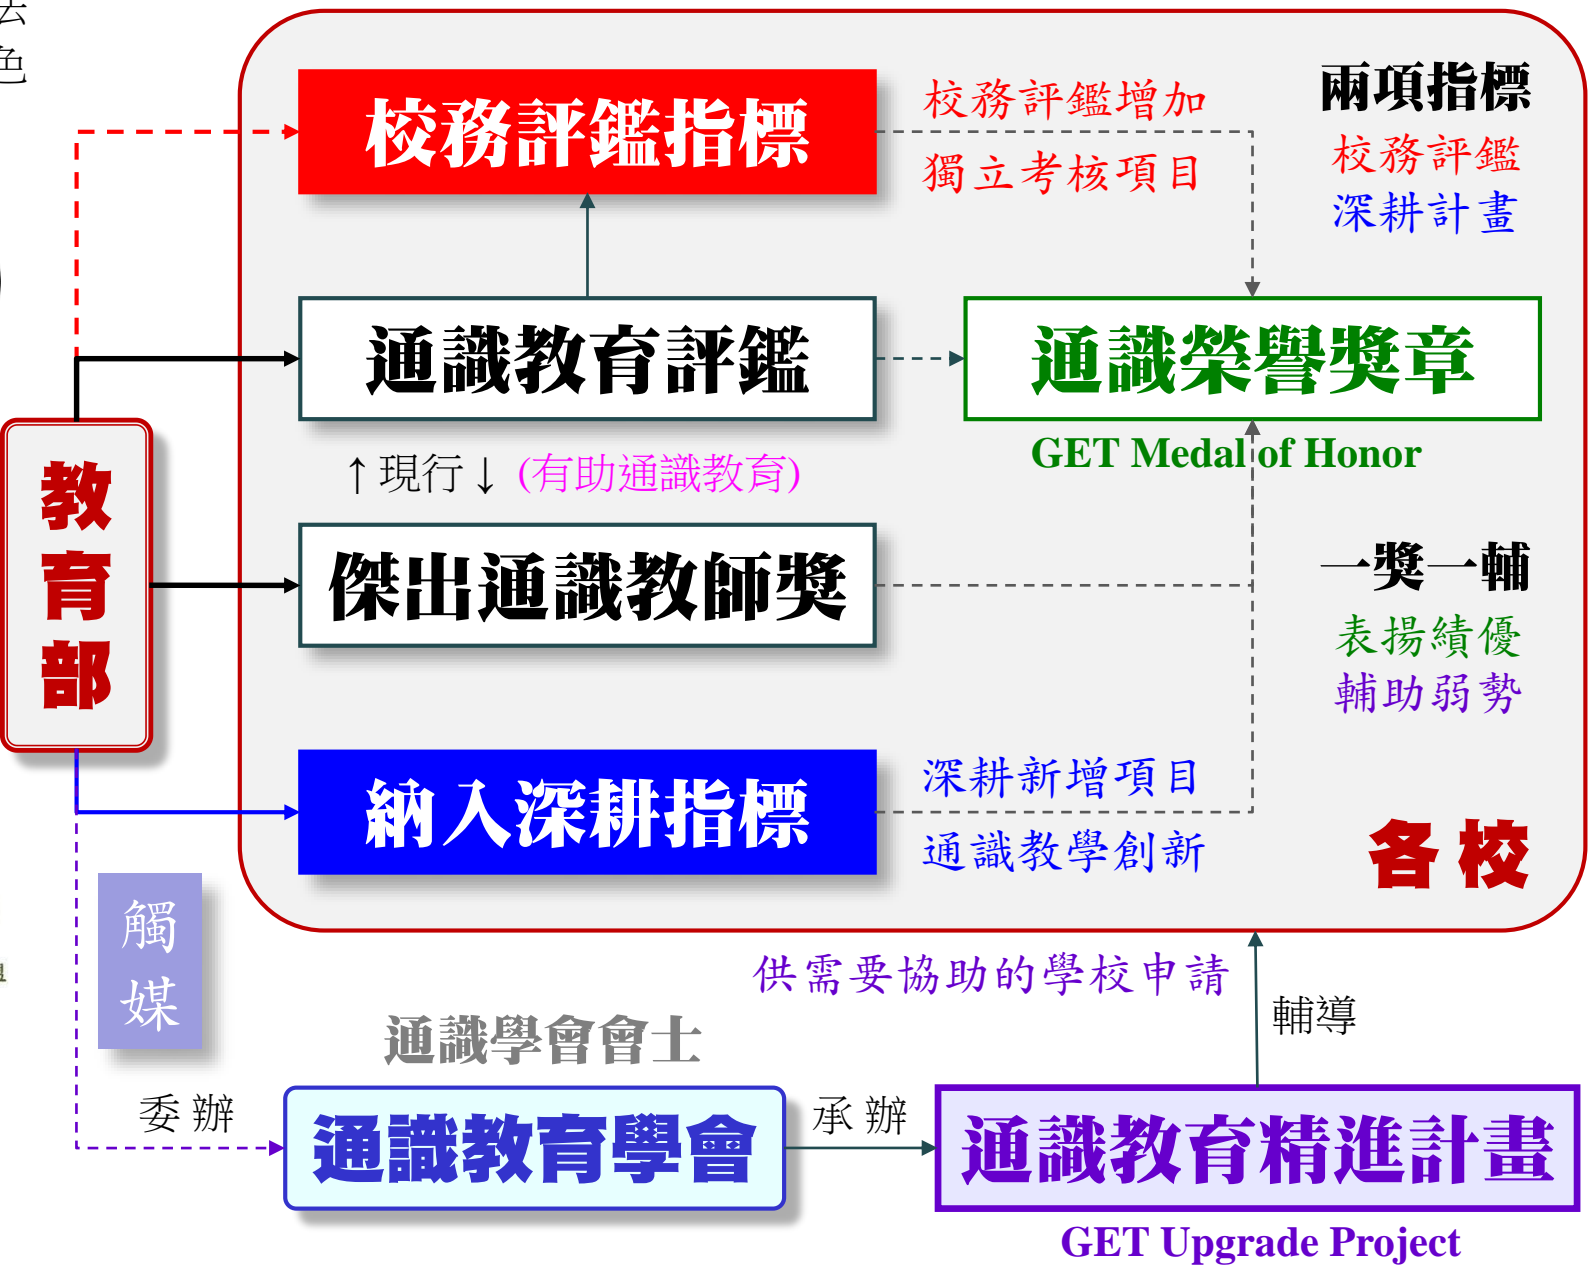 去
色
校務評鑑指標
校務評鑑增加
獨立考核項目
兩項指標
校務評鑑
深耕計畫
通識教育評鑑
通識榮譽獎章
GET Medal of Honor
↑現行↓ (有助通識教育)
教
育
部
傑出通識教師獎
一獎一輔
表揚績優
輔助弱勢
納入深耕指標
深耕新增項目
通識教學創新
各校
觸
媒
供需要協助的學校申請
輔導
通識學會會士
委辦
通識教育學會
承辦
通識教育精進計畫
GET Upgrade Project